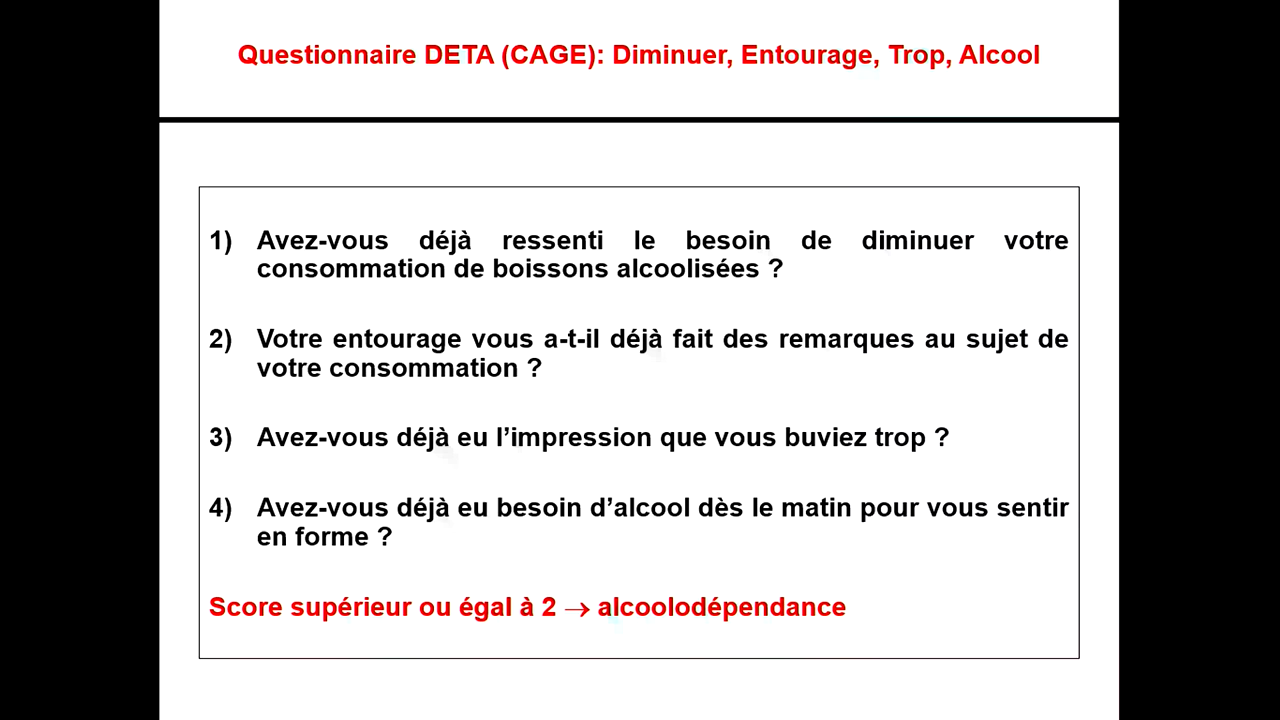 Questionnaire DETA (CAGE): Diminuer, Entourage, Trop, Alcool
1) Avez-vous déjà ressenti le besoin de diminuer votre
consommation de boissons alcoolisées ?
2) Votre entourage vous a-t-il déjà fait des remarques au sujet de
votre consommation ?
3) Avez-vous déjà eu l’impression que vous buviez trop ?
4) Avez-vous déjà eu besoin d’alcool dès le matin pour vous sentir
en forme ?
Score supérieur ou égal à 2 → alcoolodépendance